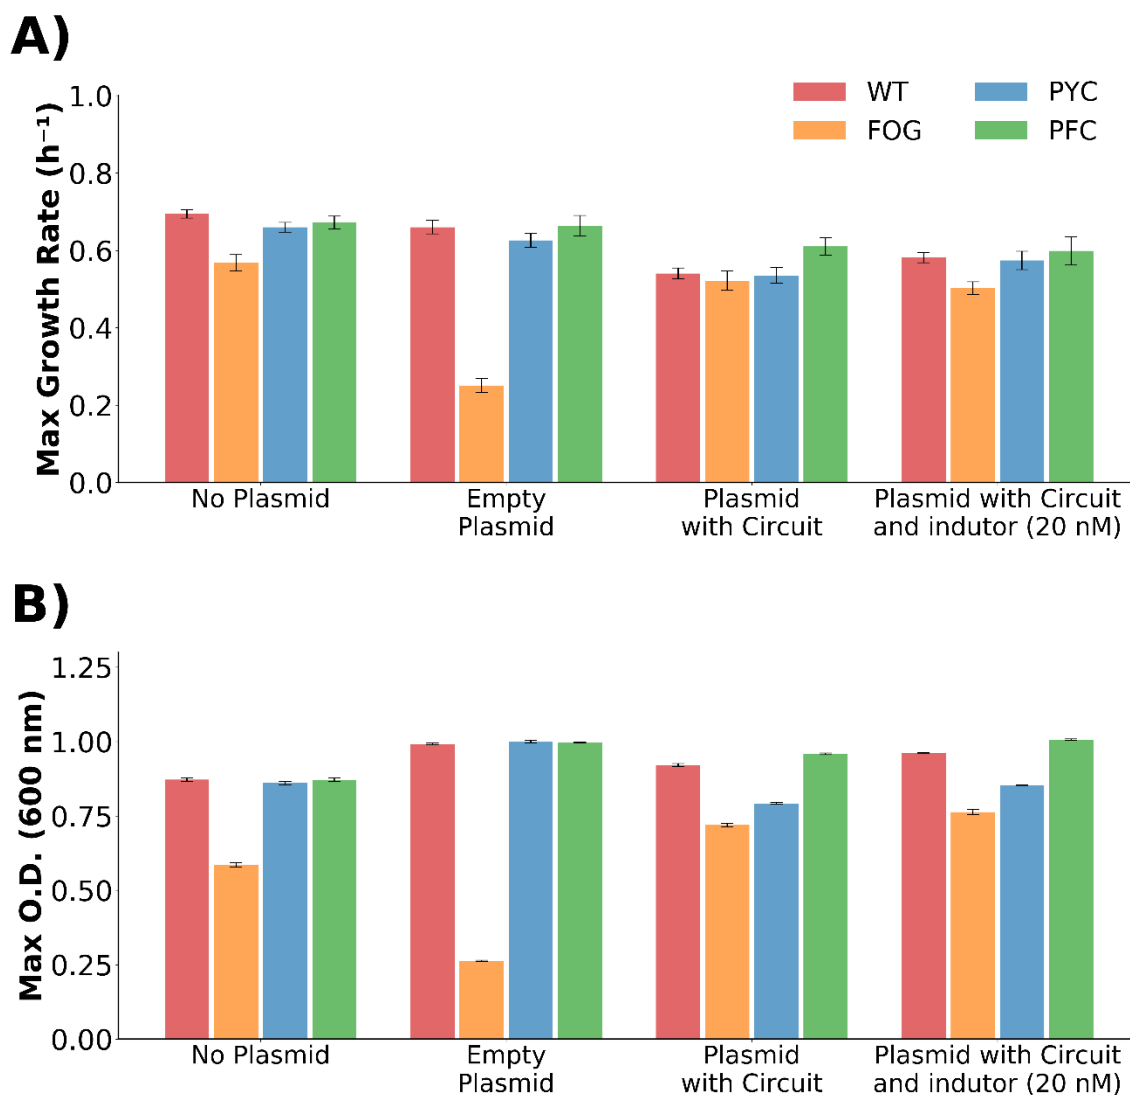 A)
WT
PYC
FOG
PFC
Max Growth Rate (h⁻¹)
1.0
0.8
0.6
0.4
0.2
0.0
No Plasmid
Empty
Plasmid
Plasmid
with Circuit
Plasmid with Circuit
and indutor (20 nM)
B)
Max O.D. (600 nm)
1.25
1.00
0.75
0.50
0.25
0.00
No Plasmid
Empty
Plasmid
Plasmid
with Circuit
Plasmid with Circuit
and indutor (20 nM)